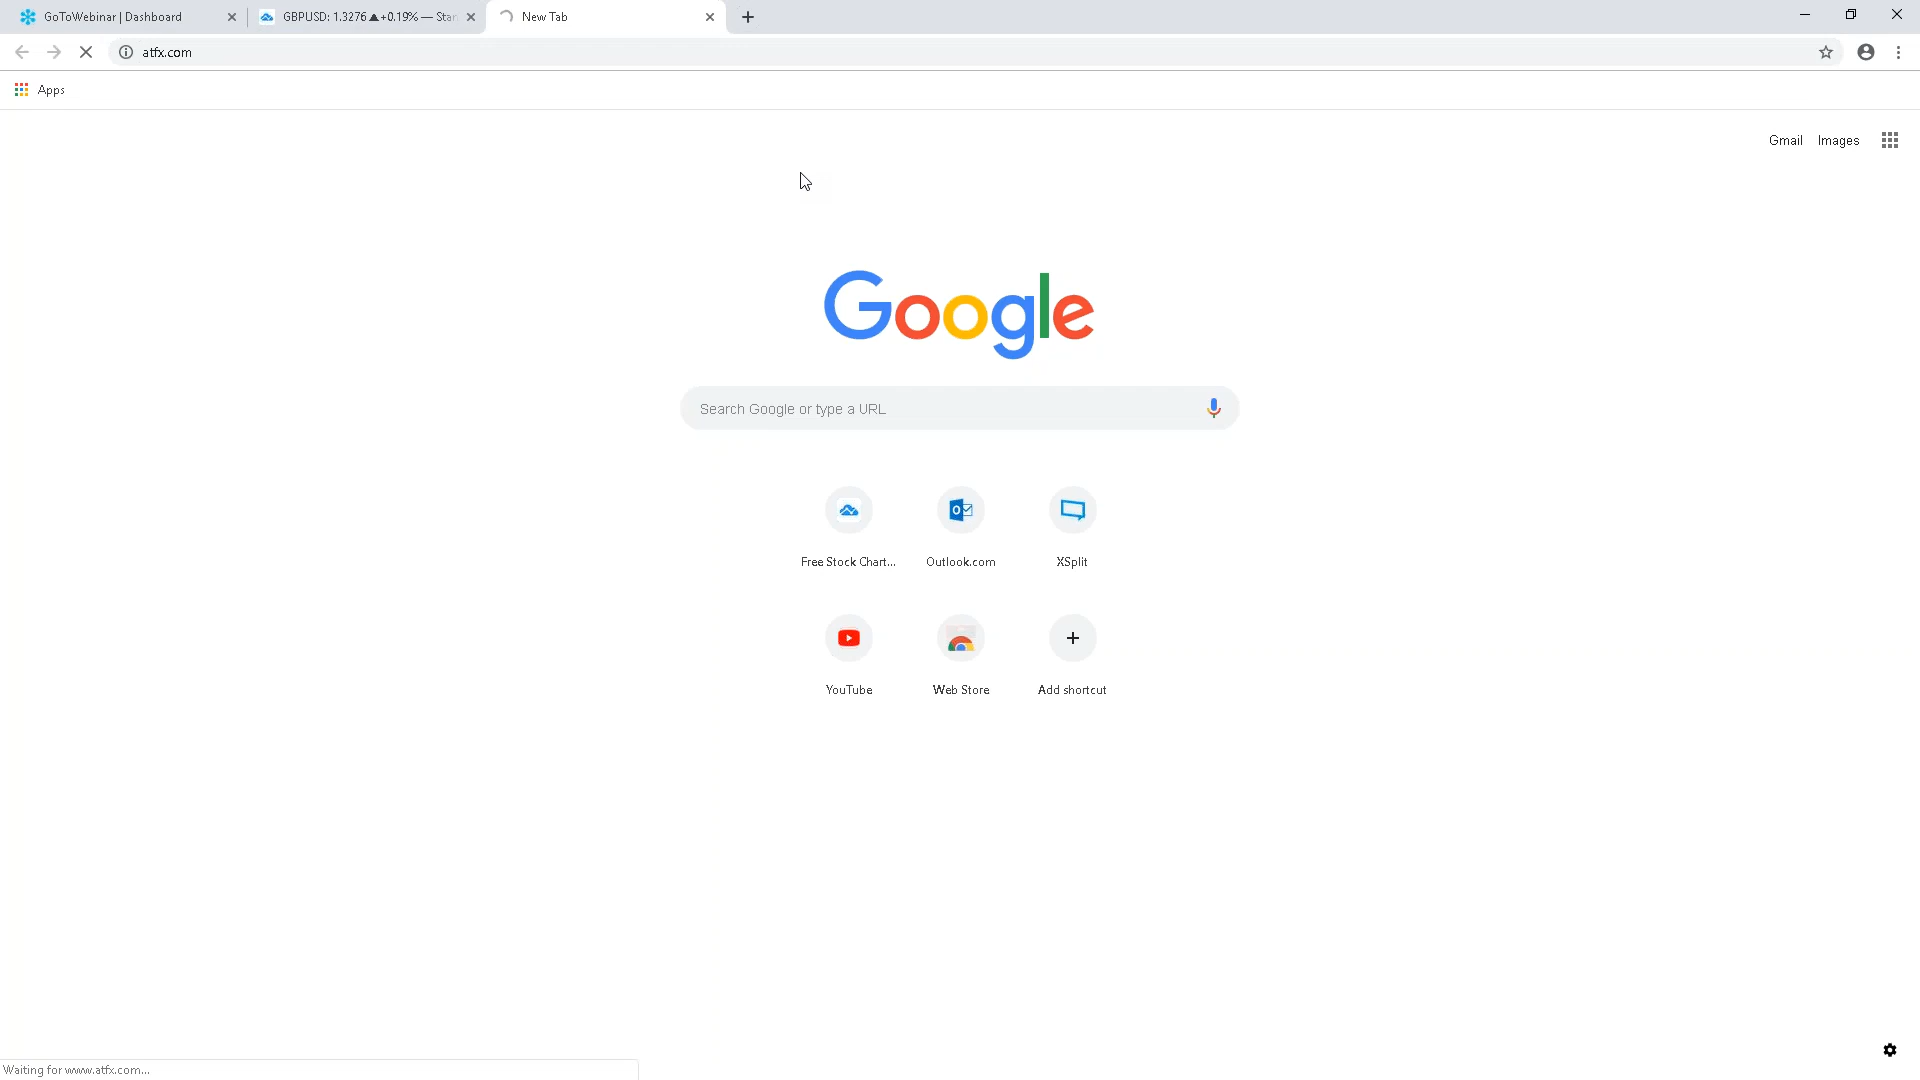 GoToWebinar | Dashboard
GBPUSD: 1.3276 ▲+0.19% — Star
New Tab
atfx.com
Apps
Gmail Images
Google
Search Google or type a URL
Free Stock Chart... Outlook.com XSplit
YouTube Web Store Add shortcut
Waiting for www.atfx.com...